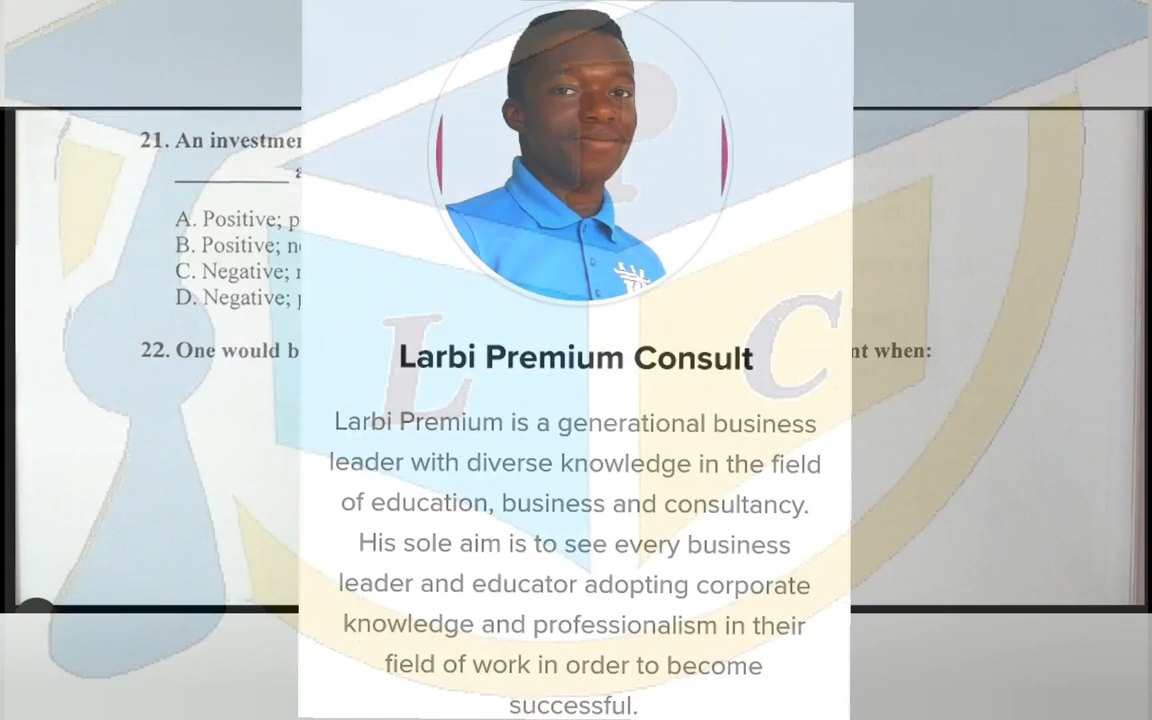 21. An investmen
A. Positive; p
B. Positive; n
C. Negative;
D. Negative;
22. One would b
nt when:
L
C
Larbi Premium Consult
Larbi Premium is a generational business
leader with diverse knowledge in the field
of education, business and consultancy.
His sole aim is to see every business
leader and educator adopting corporate
knowledge and professionalism in their
field of work in order to become
successful.